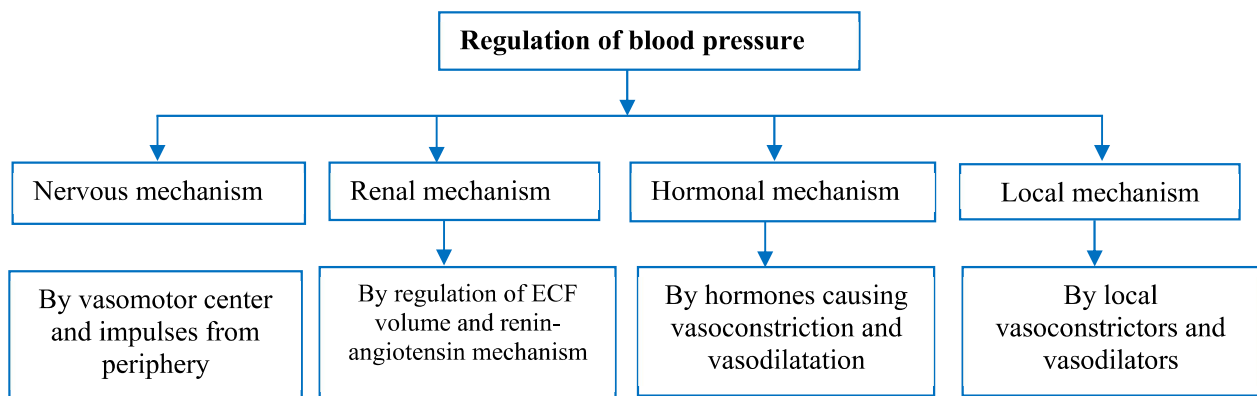 Regulation of blood pressure
Nervous mechanism
Renal mechanism
Hormonal mechanism
Local mechanism
By vasomotor center
and impulses from
periphery
By regulation of ECF
volume and renin-
angiotensin mechanism
By hormones causing
vasoconstriction and
vasodilatation
By local
vasoconstrictors and
vasodilators